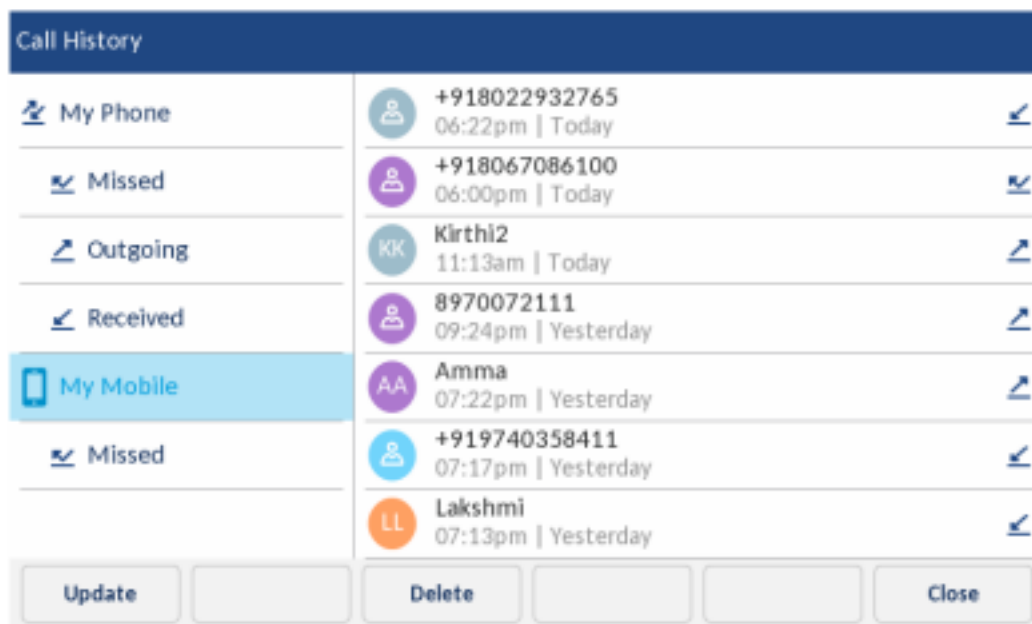 Call History
My Phone
Missed
Outgoing
Received
My Mobile
Missed
+918022932765
06:22pm | Today
+918067086100
06:00pm | Today
KK
Kirthi2
11:13am | Today
8970072111
09:24pm | Yesterday
AA
Amma
07:22pm | Yesterday
+919740358411
07:17pm | Yesterday
LL
Lakshmi
07:13pm | Yesterday
Update
Delete
Close